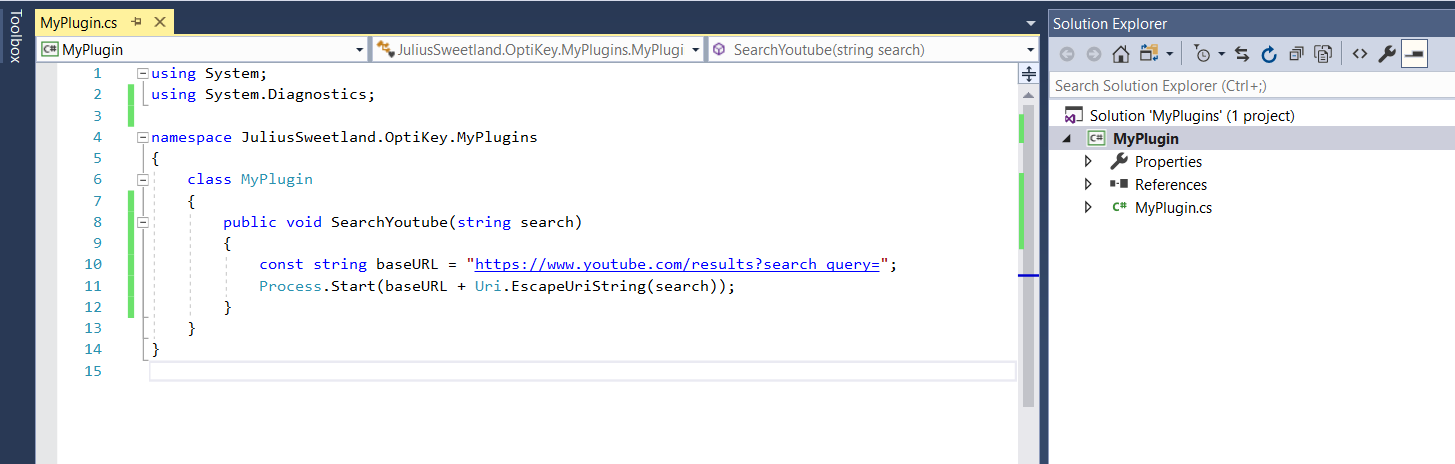 Toolbox
MyPlugin.cs
MyPlugin
JuliusSweetland.OptiKey.MyPlugins.MyPlugi
SearchYoutube(string search)
1 using System;
2 using System.Diagnostics;
3
4 namespace JuliusSweetland.OptiKey.MyPlugins
5 {
6 class MyPlugin
7 {
8 public void SearchYoutube(string search)
9 {
10 const string baseURL = "https://www.youtube.com/results?search_query=";
11 Process.Start(baseURL + Uri.EscapeUriString(search));
12 }
13 }
14 }
15
Solution Explorer
Search Solution Explorer (Ctrl+;)
Solution 'MyPlugins' (1 project)
C# MyPlugin
Properties
References
C# MyPlugin.cs